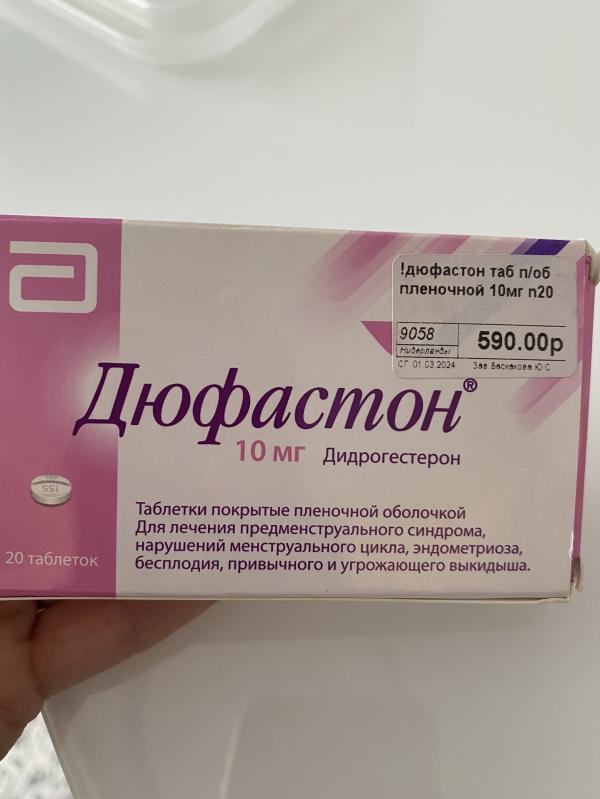 !дюфастон таб п/об
пленочной 10мг n20
9058
Нидерланды
590.00р
СГ 01.03.2024 Зав Баскакова Ю С
Дюфастон®
10 мг Дидрогестерон
155
Таблетки покрытые пленочной оболочкой
Для лечения предменструального синдрома,
нарушений менструального цикла, эндометриоза,
бесплодия, привычного и угрожающего выкидыша.
20 таблеток